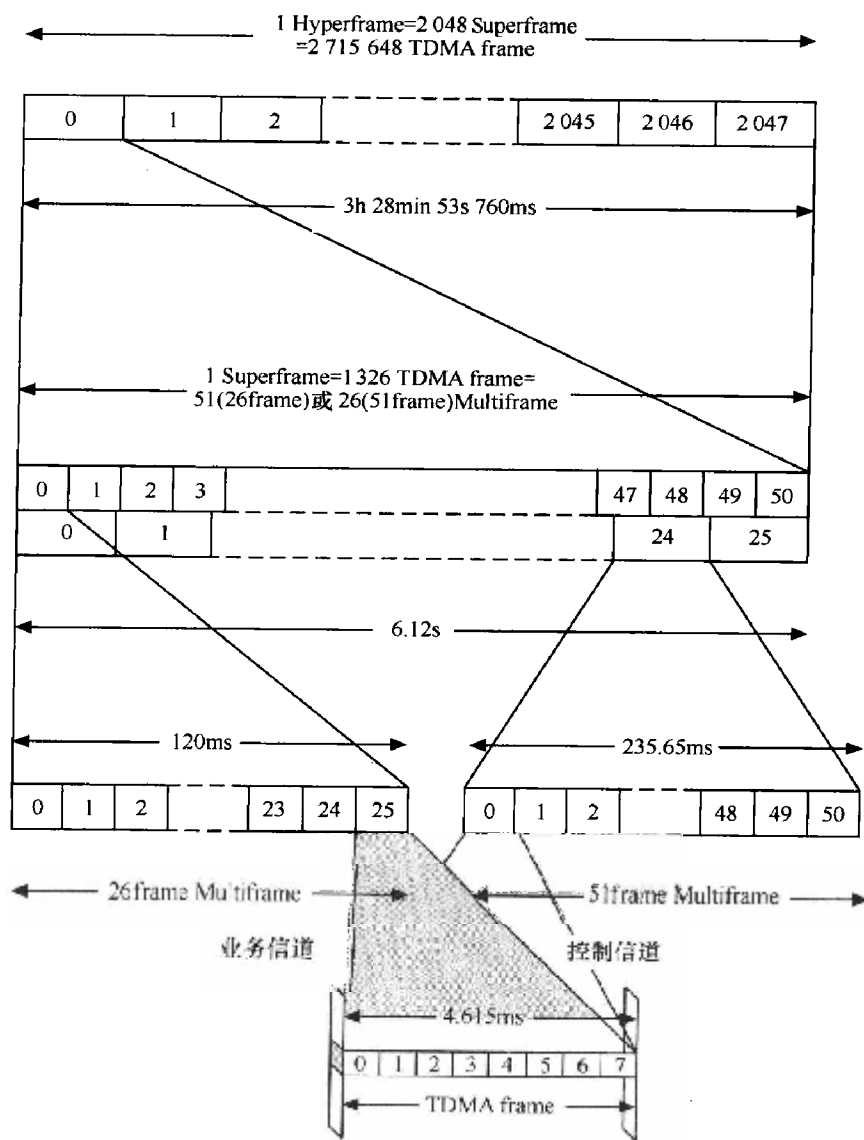 1 Hyperframe=2 048 Superframe
=2 715 648 TDMA frame
0 1 2 2 045 2 046 2 047
3h 28min 53s 760ms
1 Superframe=1326 TDMA frame=
51(26frame)或 26(51frame)Multiframe
0 1 2 3 47 48 49 50
0 1 24 25
6.12s
120ms 235.65ms
0 1 2 23 24 25 0 1 2 48 49 50
26frame Multiframe 51frame Multiframe
业务信道 控制信道
4.615ms
0 1 2 3 4 5 6 7
TDMA frame